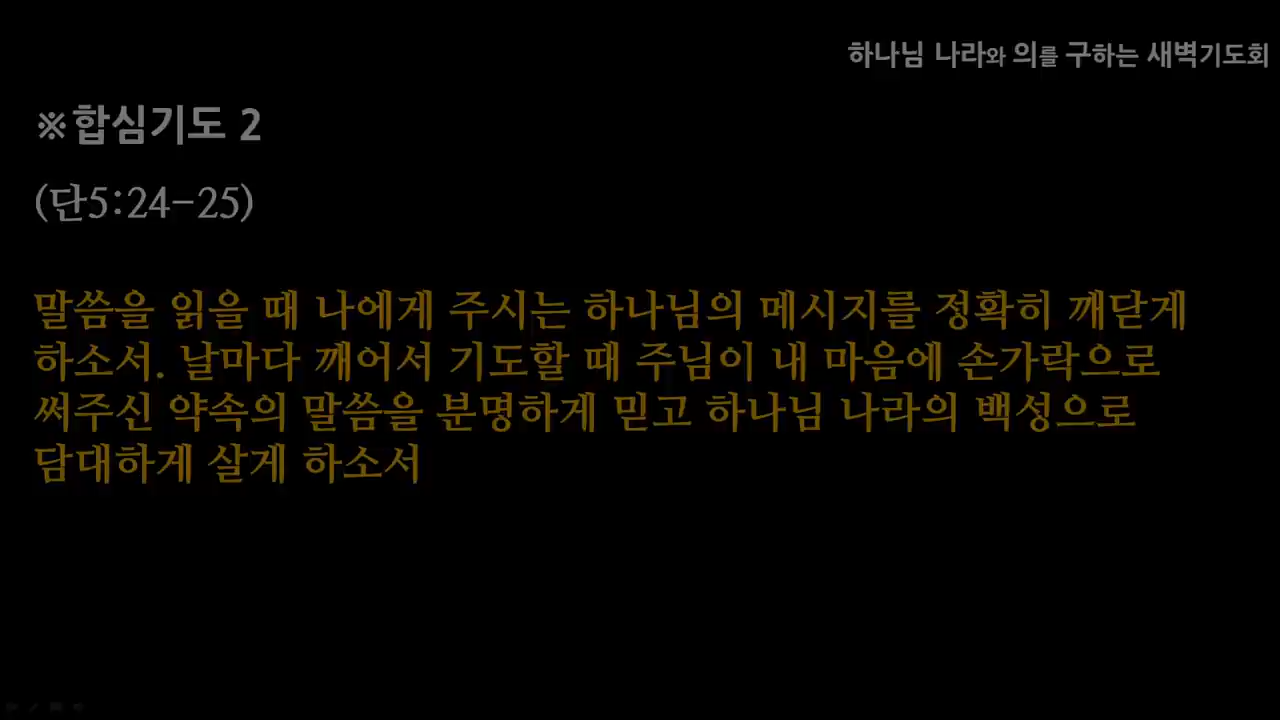 하나님 나라와 의를 구하는 새벽기도회
※합심기도 2
(단5:24-25)
말씀을 읽을 때 나에게 주시는 하나님의 메시지를 정확히 깨닫게
하소서. 날마다 깨어서 기도할 때 주님이 내 마음에 손가락으로
써주신 약속의 말씀을 분명하게 믿고 하나님 나라의 백성으로
담대하게 살게 하소서